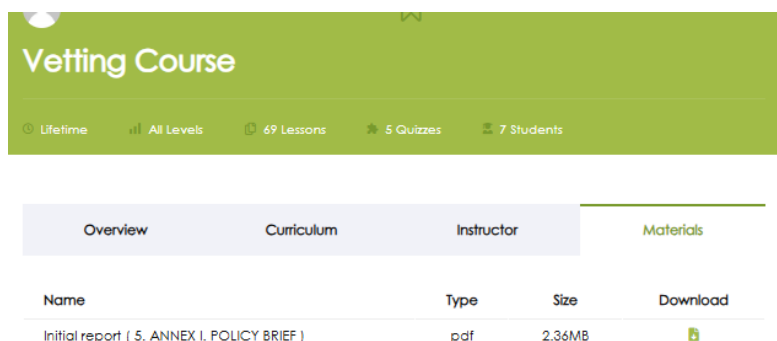 Vetting Course
Lifetime All Levels 69 Lessons 5 Quizzes 7 Students
Overview Curriculum Instructor Materials
Name Type Size Download
Initial report ( 5. ANNEX I. POLICY BRIEF ) pdf 2.36MB